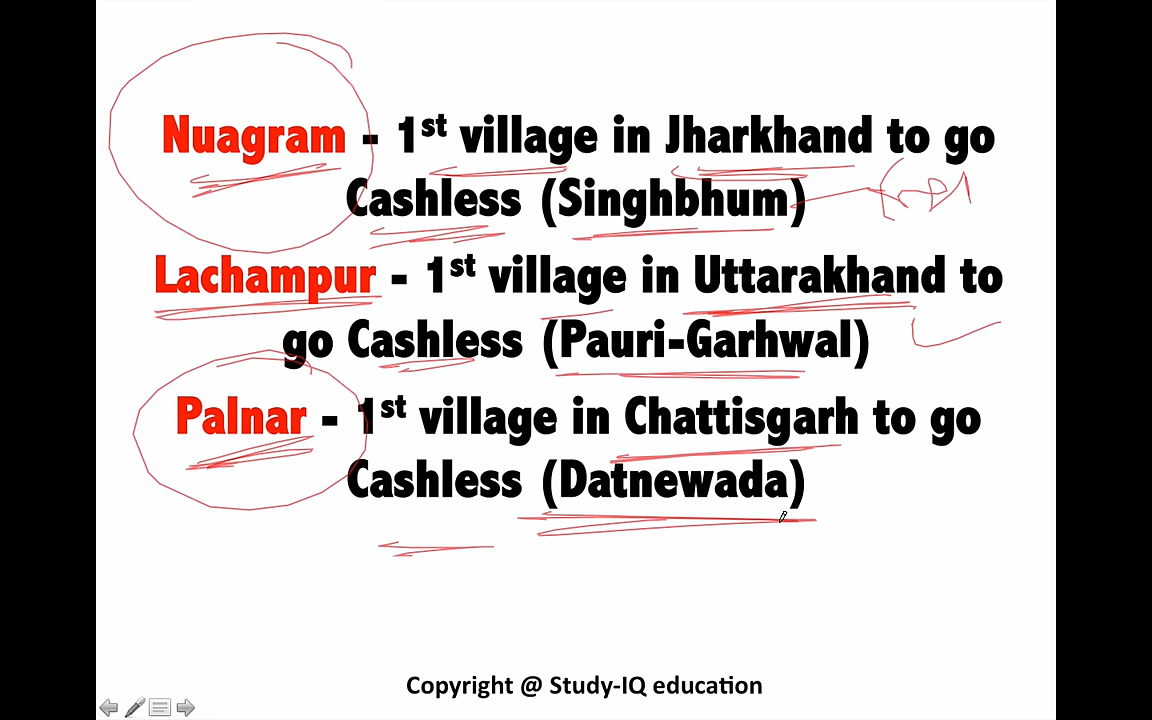 Nuagram - 1st village in Jharkhand to go
Cashless (Singhbhum)
Lachampur - 1st village in Uttarakhand to
go Cashless (Pauri-Garhwal)
Palnar - 1st village in Chattisgarh to go
Cashless (Datnewada)
Copyright @ Study-IQ education